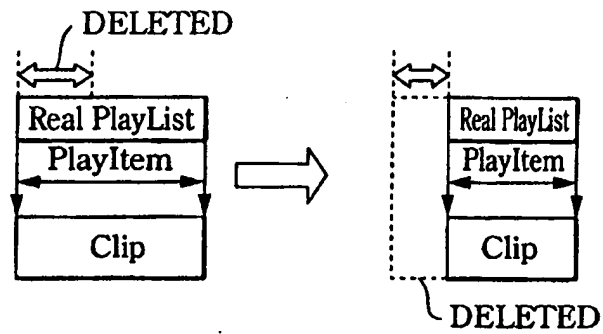 DELETED
Real PlayList
PlayItem
Clip
Real PlayList
PlayItem
Clip
DELETED